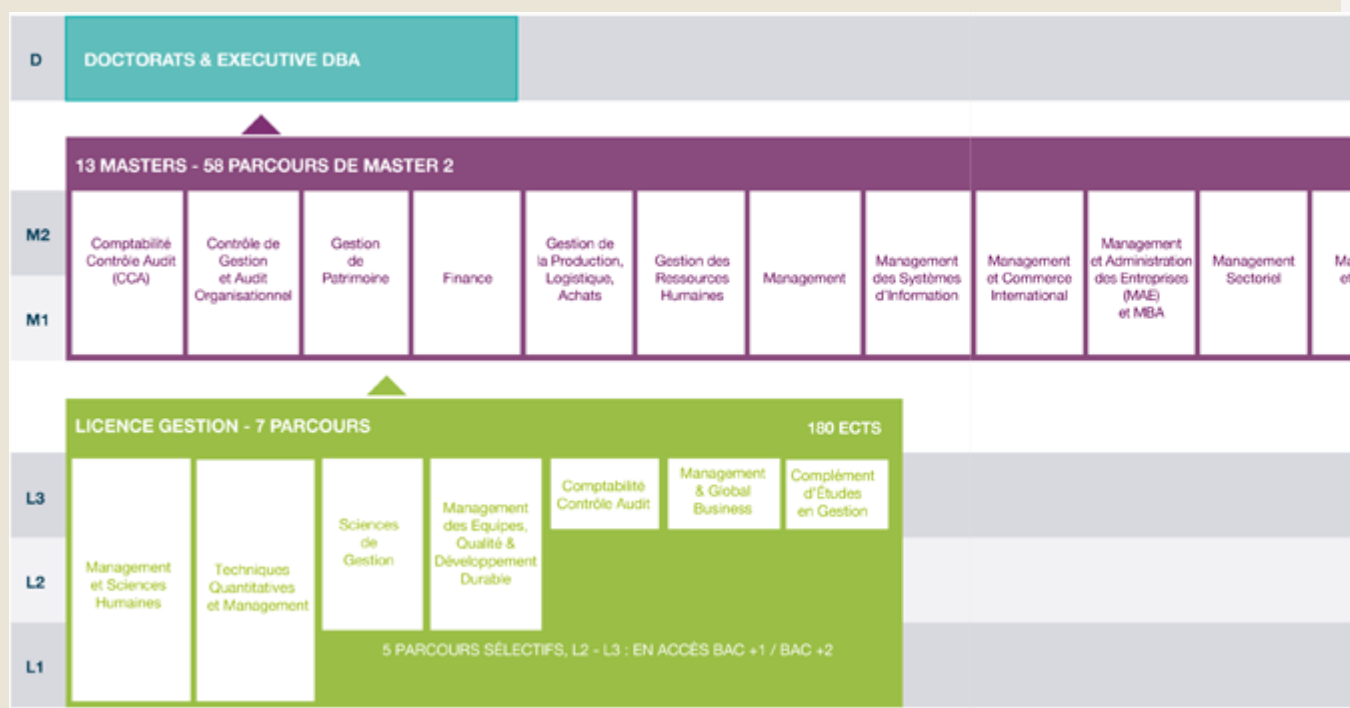 D
DOCTORATS & EXECUTIVE DBA
13 MASTERS - 58 PARCOURS DE MASTER 2
M2
M1
Comptabilité
Contrôle Audit
(CCA)
Contrôle de
Gestion
et Audit
Organisationnel
Gestion
de
Patrimoine
Finance
Gestion de
la Production,
Logistique,
Achats
Gestion des
Ressources
Humaines
Management
Management
des Systèmes
d'Information
Management
et Commerce
International
Management
et Administration
des Entreprises
(MAE)
et MBA
Management
Sectoriel
LICENCE GESTION - 7 PARCOURS
180 ECTS
L3
L2
L1
Management
et Sciences
Humaines
Techniques
Quantitatives
et Management
Sciences
de
Gestion
Management
des Equipes,
Qualité &
Développement
Durable
Comptabilité
Contrôle Audit
Management
& Global
Business
Complément
d'Études
en Gestion
5 PARCOURS SÉLECTIFS, L2 - L3 : EN ACCÈS BAC +1 / BAC +2